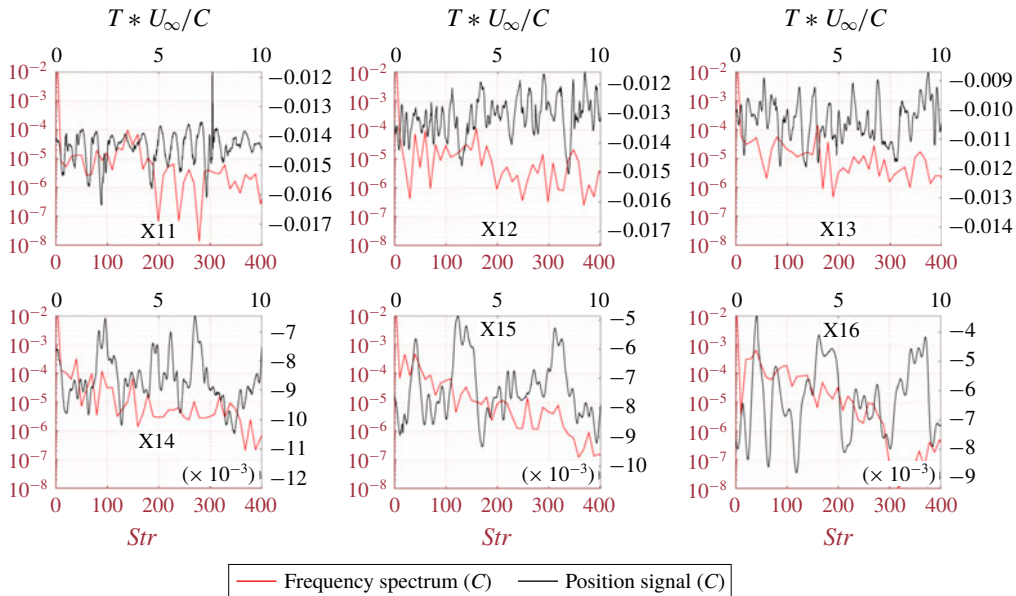 T * U∞/C T * U∞/C T * U∞/C
0 5 10 0 5 10 0 5 10
10⁻² 10⁻³ 10⁻⁴ 10⁻⁵ 10⁻⁶ 10⁻⁷ 10⁻⁸
−0.012 −0.013 −0.014 −0.015 −0.016 −0.017
X11
0 100 200 300 400
10⁻² 10⁻³ 10⁻⁴ 10⁻⁵ 10⁻⁶ 10⁻⁷ 10⁻⁸
−0.012 −0.013 −0.014 −0.015 −0.016 −0.017
X12
0 100 200 300 400
10⁻² 10⁻³ 10⁻⁴ 10⁻⁵ 10⁻⁶ 10⁻⁷ 10⁻⁸
−0.009 −0.010 −0.011 −0.012 −0.013 −0.014
X13
0 100 200 300 400
0 5 10 0 5 10 0 5 10
10⁻² 10⁻³ 10⁻⁴ 10⁻⁵ 10⁻⁶ 10⁻⁷ 10⁻⁸
−7 −8 −9 −10 −11 −12
X14
(× 10⁻³)
0 100 200 300 400
10⁻² 10⁻³ 10⁻⁴ 10⁻⁵ 10⁻⁶ 10⁻⁷ 10⁻⁸
−5 −6 −7 −8 −9 −10
X15
(× 10⁻³)
0 100 200 300 400
10⁻² 10⁻³ 10⁻⁴ 10⁻⁵ 10⁻⁶ 10⁻⁷ 10⁻⁸
−4 −5 −6 −7 −8 −9
X16
(× 10⁻³)
0 100 200 300 400
Str Str Str
Frequency spectrum (C) Position signal (C)